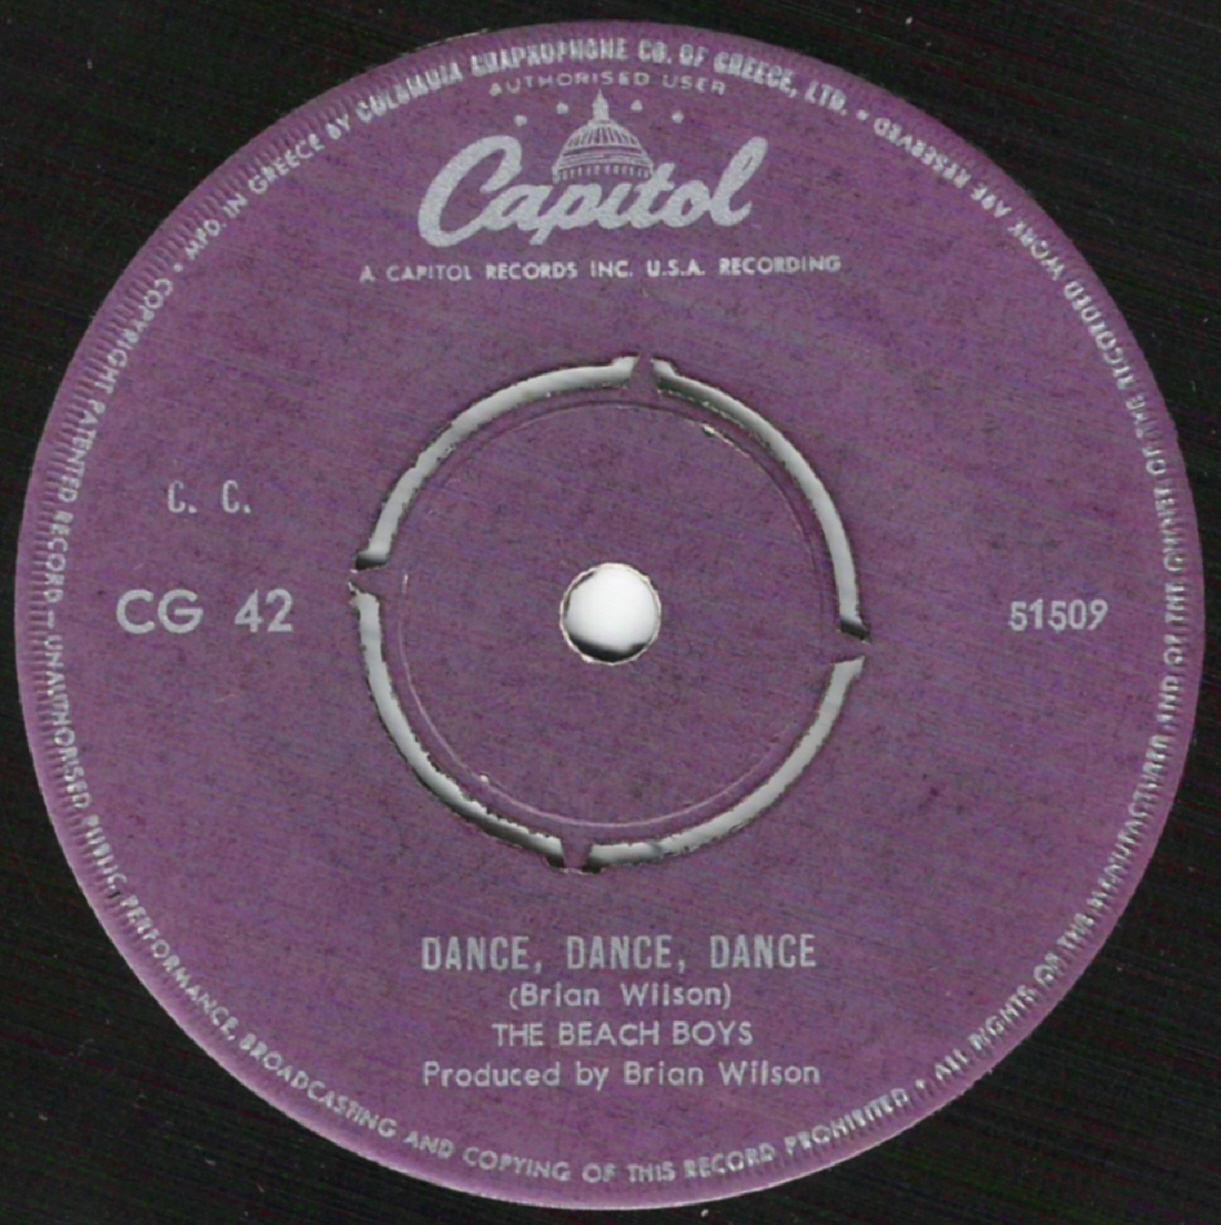 COPYRIGHT PATENTED RECORD — UNAUTHORISED PUBLIC PERFORMANCE, BROADCASTING AND COPYING OF THIS RECORD PROHIBITED • ALL RIGHTS OF THE MANUFACTURER AND OF THE OWNER OF THE RECORDED WORK ARE RESERVED • MFD. IN GREECE BY COLUMBIA GRAPHOPHONE CO. OF GREECE, LTD. •
AUTHORISED USER
Capitol
A CAPITOL RECORDS INC. U.S.A. RECORDING
C. C.
CG 42
51509
DANCE, DANCE, DANCE
(Brian Wilson)
THE BEACH BOYS
Produced by Brian Wilson